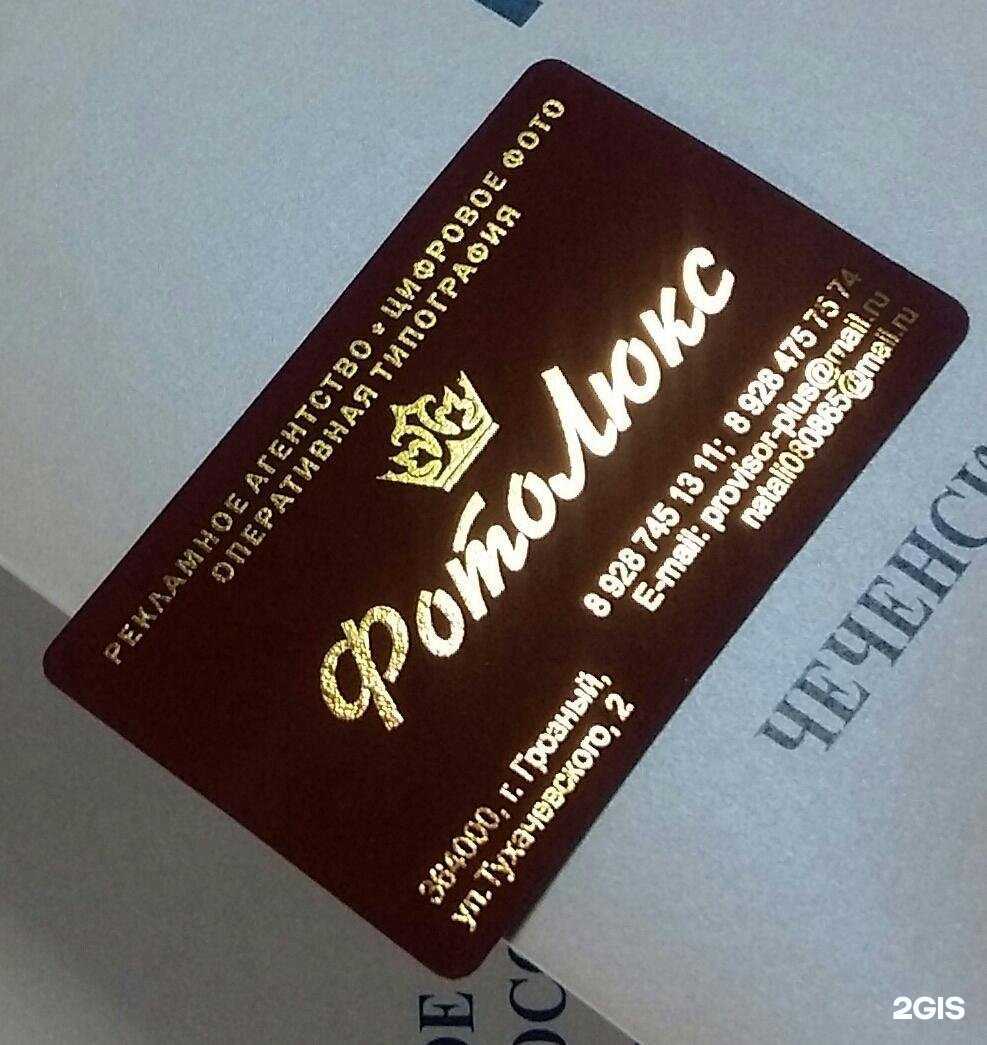 РЕКЛАМНОЕ АГЕНТСТВО * ЦИФРОВОЕ ФОТО
ОПЕРАТИВНАЯ ТИПОГРАФИЯ
ФотоЛюкс
364000, г. Грозный,
ул. Тухачевского, 2
8 928 745 13 11; 8 928 475 75 74
E-mail: provisor-plus@mail.ru
natali080865@mail.ru
2GIS